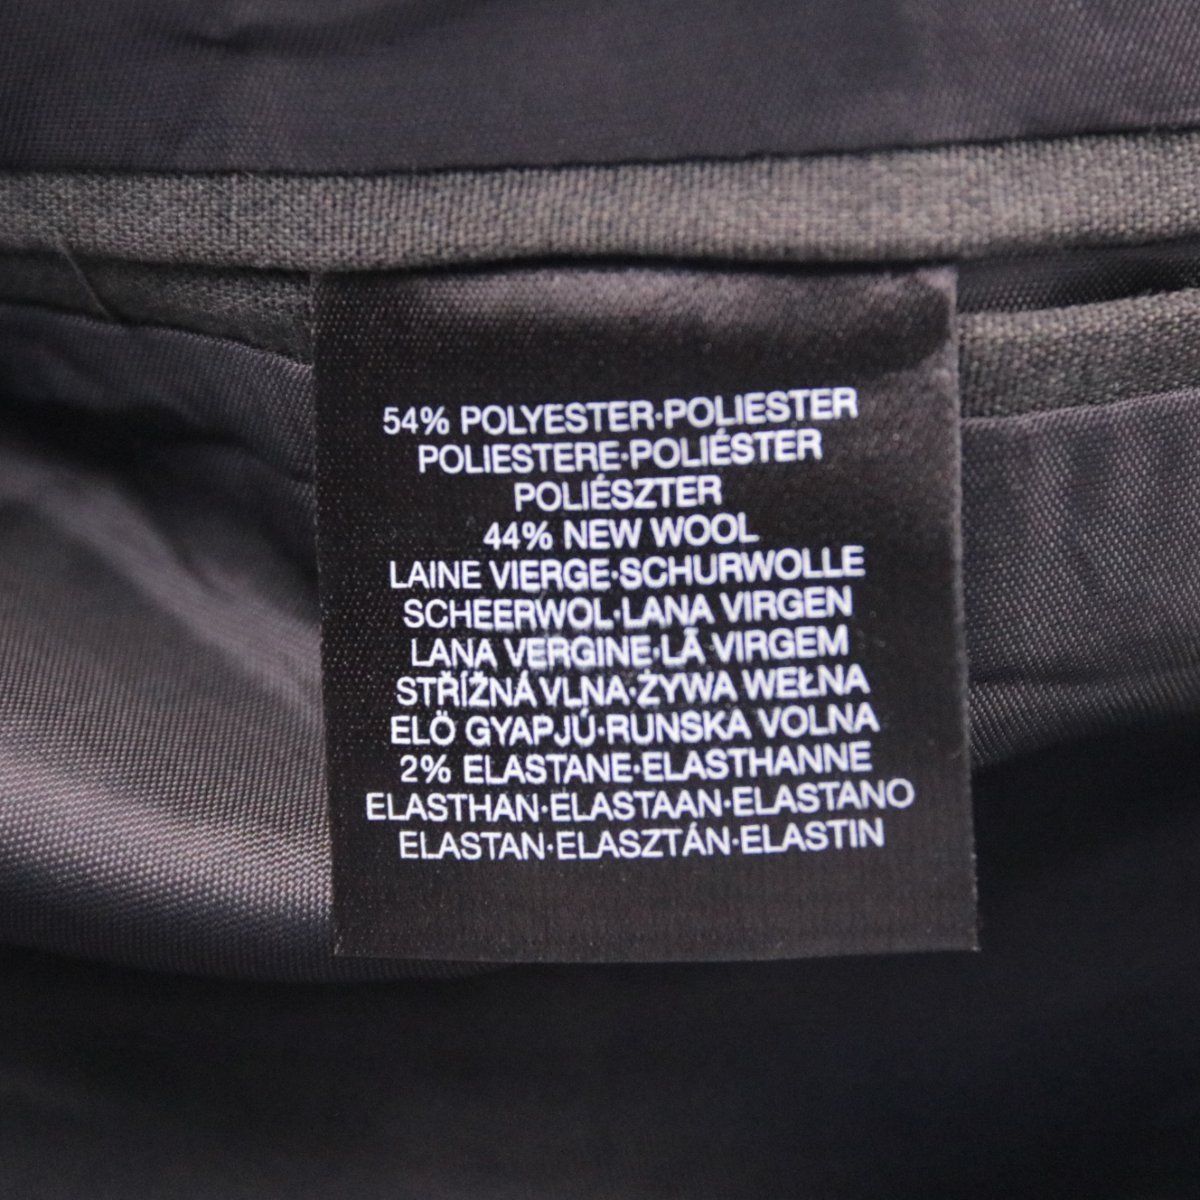 54% POLYESTER·POLIESTER
POLIESTERE·POLIÉSTER
POLIÉSZTER
44% NEW WOOL
LAINE VIERGE·SCHURWOLLE
SCHEERWOL·LANA VIRGEN
LANA VERGINE·LÃ VIRGEM
STŘÍŽNÁ VLNA·ŻYWA WEŁNA
ELÖ GYAPJÚ·RUNSKA VOLNA
2% ELASTANE·ELASTHANNE
ELASTHAN·ELASTAAN·ELASTANO
ELASTAN·ELASZTÁN·ELASTIN